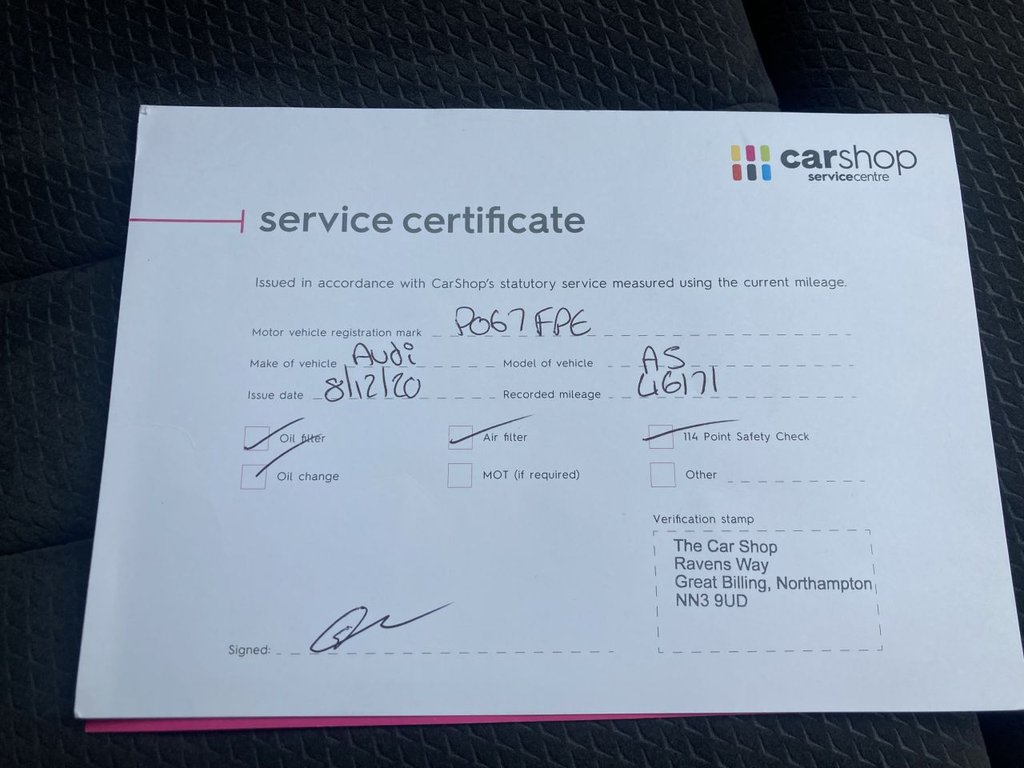 carshop
servicecentre
service certificate
Issued in accordance with CarShop's statutory service measured using the current mileage.
Motor vehicle registration mark PO67 FPE
Make of vehicle Audi Model of vehicle A5
Issue date 8/12/20 Recorded mileage 46171
Oil filter Air filter 114 Point Safety Check
Oil change MOT (if required) Other
Verification stamp
The Car Shop
Ravens Way
Great Billing, Northampton
NN3 9UD
Signed: